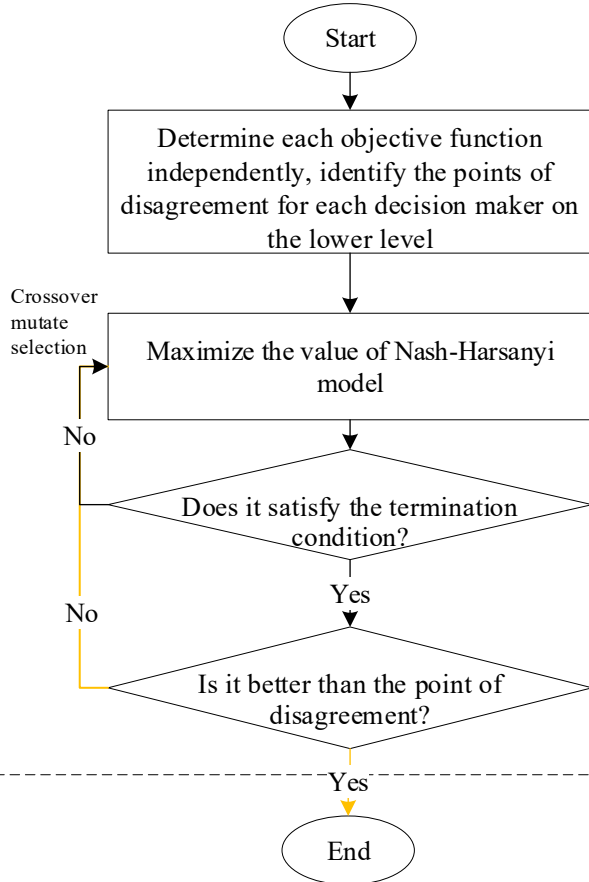 Start
Determine each objective function
independently, identify the points of
disagreement for each decision maker on
the lower level
Crossover
mutate
selection
Maximize the value of Nash-Harsanyi
model
No
Does it satisfy the termination
condition?
Yes
No
Is it better than the point of
disagreement?
Yes
End